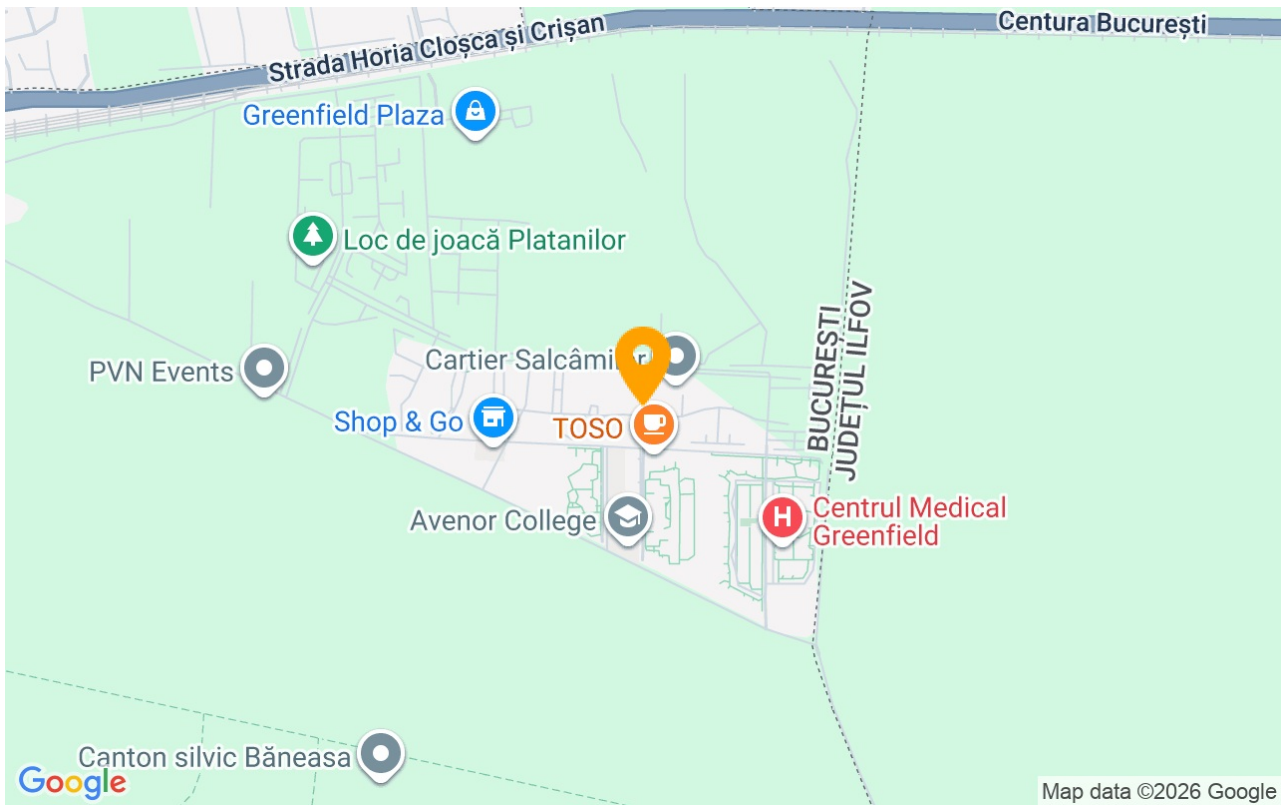 Strada Horia Cloșca și Crișan
Centura București
Greenfield Plaza
Loc de joacă Platanilor
BUCUREȘTI
JUDEȚUL ILFOV
PVN Events
Cartier Salcâmilor
Shop & Go
TOSO
Avenor College
H
Centrul Medical
Greenfield
Canton silvic Băneasa
Google
Map data ©2026 Google